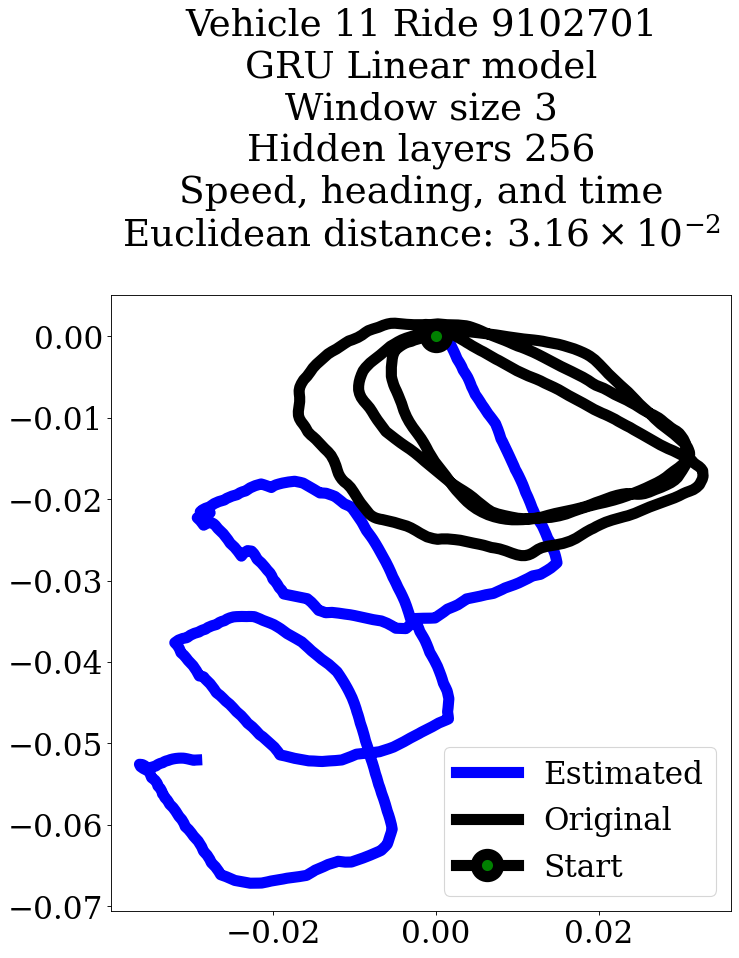 Vehicle 11 Ride 9102701
GRU Linear model
Window size 3
Hidden layers 256
Speed, heading, and time
Euclidean distance: 3.16 × 10⁻²
0.00
−0.01
−0.02
−0.03
−0.04
−0.05
−0.06
−0.07
Estimated
Original
Start
−0.02
0.00
0.02